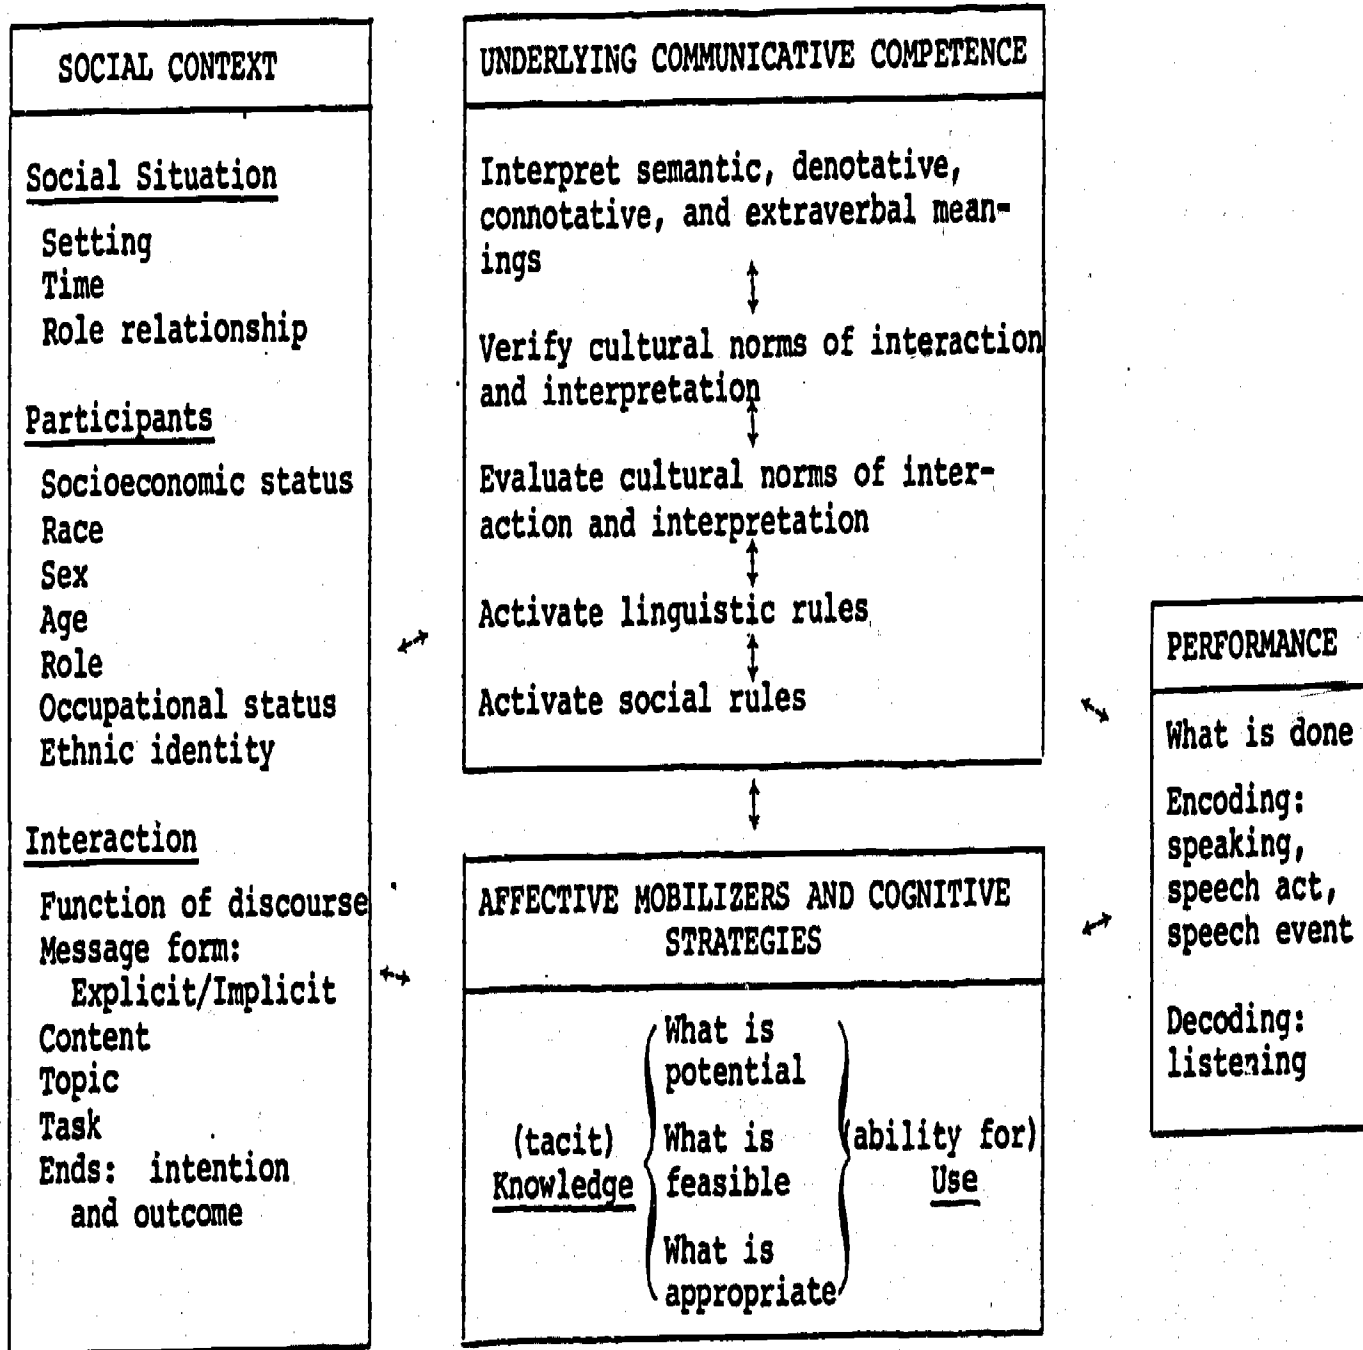 SOCIAL CONTEXT
Social Situation
Setting
Time
Role relationship
Participants
Socioeconomic status
Race
Sex
Age
Role
Occupational status
Ethnic identity
Interaction
Function of discourse
Message form:
Explicit/Implicit
Content
Topic
Task
Ends: intention
and outcome
UNDERLYING COMMUNICATIVE COMPETENCE
Interpret semantic, denotative,
connotative, and extraverbal mean-
ings
Verify cultural norms of interaction
and interpretation
Evaluate cultural norms of inter-
action and interpretation
Activate linguistic rules
Activate social rules
AFFECTIVE MOBILIZERS AND COGNITIVE
STRATEGIES
(tacit)
Knowledge
What is
potential
What is
feasible
What is
appropriate
(ability for)
Use
PERFORMANCE
What is done
Encoding:
speaking,
speech act,
speech event
Decoding:
listening